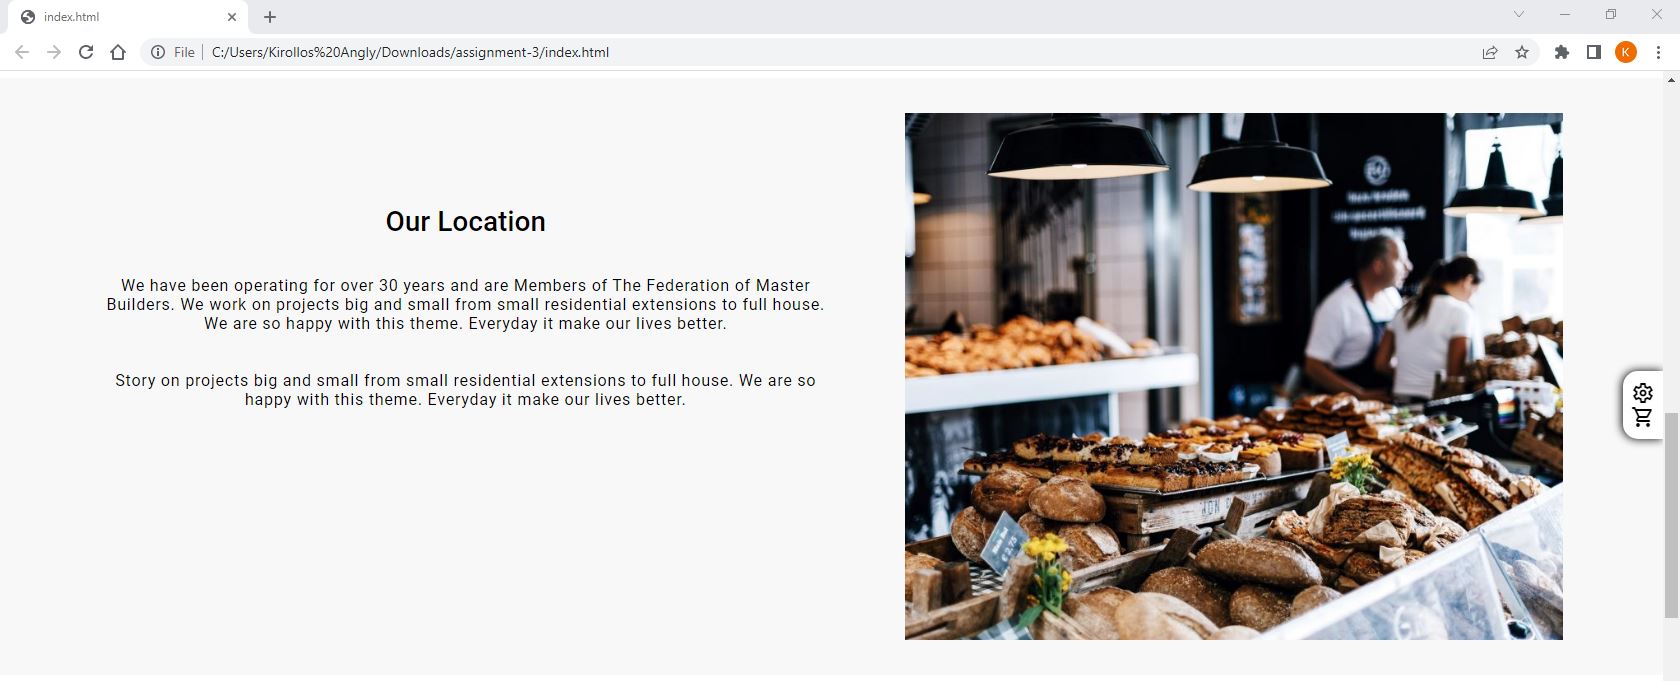 index.html
File
C:/Users/Kirollos%20Angly/Downloads/assignment-3/index.html
K
Our Location
We have been operating for over 30 years and are Members of The Federation of Master
Builders. We work on projects big and small from small residential extensions to full house.
We are so happy with this theme. Everyday it make our lives better.
Story on projects big and small from small residential extensions to full house. We are so
happy with this theme. Everyday it make our lives better.